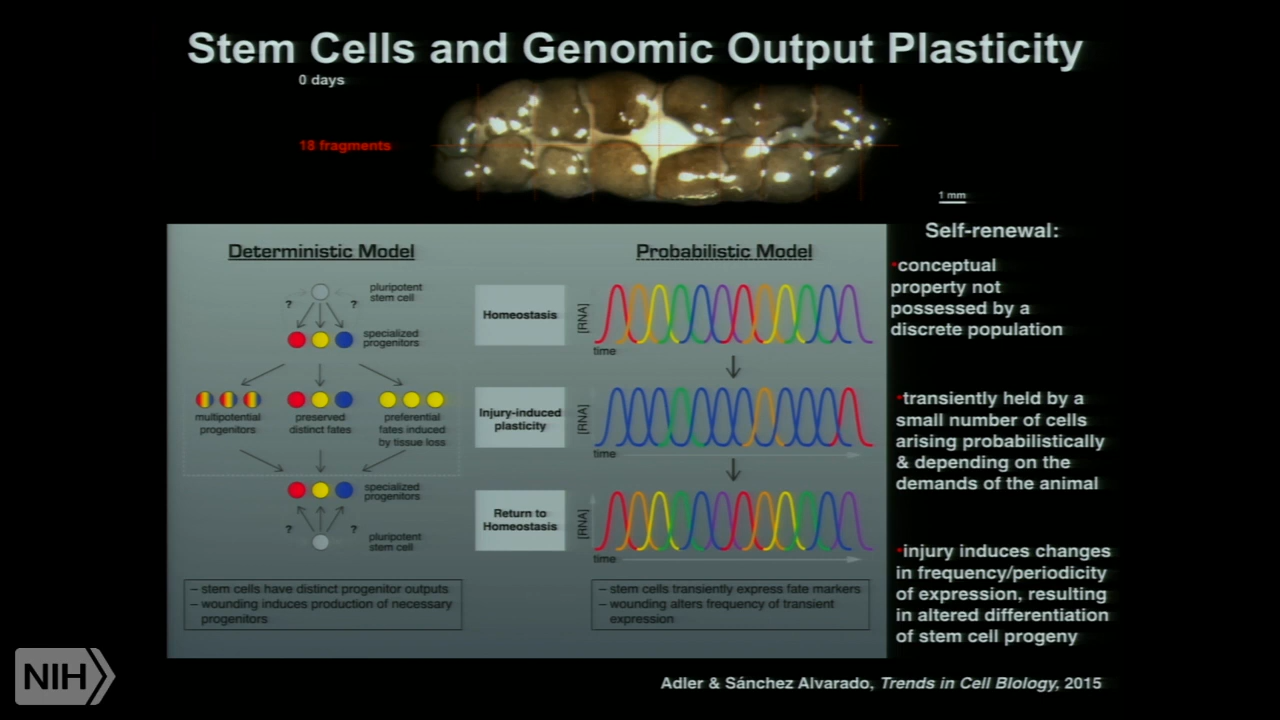 Stem Cells and Genomic Output Plasticity
0 days
18 fragments
1 mm
Deterministic Model
pluripotent
stem cell
? ?
specialized
progenitors
multipotential
progenitors
preserved
distinct fates
preferential
fates induced
by tissue loss
specialized
progenitors
? ?
pluripotent
stem cell
– stem cells have distinct progenitor outputs
– wounding induces production of necessary
progenitors
Probabilistic Model
Homeostasis
[RNA]
time
Injury-induced
plasticity
[RNA]
time
Return to
Homeostasis
[RNA]
time
– stem cells transiently express fate markers
– wounding alters frequency of transient
expression
Self-renewal:
•conceptual
property not
possessed by a
discrete population
•transiently held by a
small number of cells
arising probabilistically
& depending on the
demands of the animal
•injury induces changes
in frequency/periodicity
of expression, resulting
in altered differentiation
of stem cell progeny
Adler & Sánchez Alvarado, Trends in Cell BIology, 2015
NIH